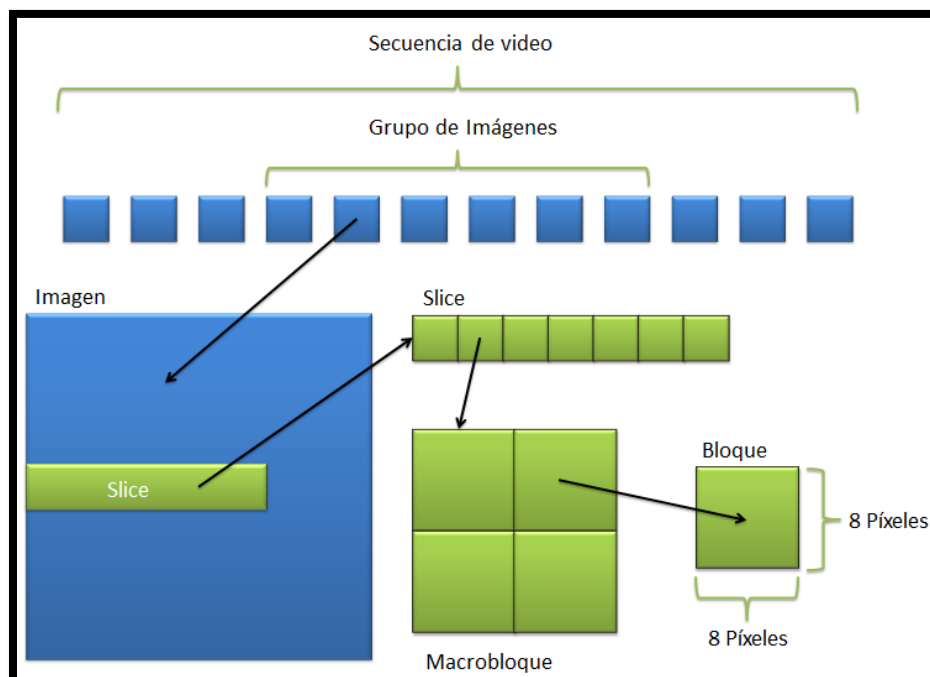 Secuencia de video
Grupo de Imágenes
Imagen
Slice
Slice
Bloque
8 Píxeles
8 Píxeles
Macrobloque